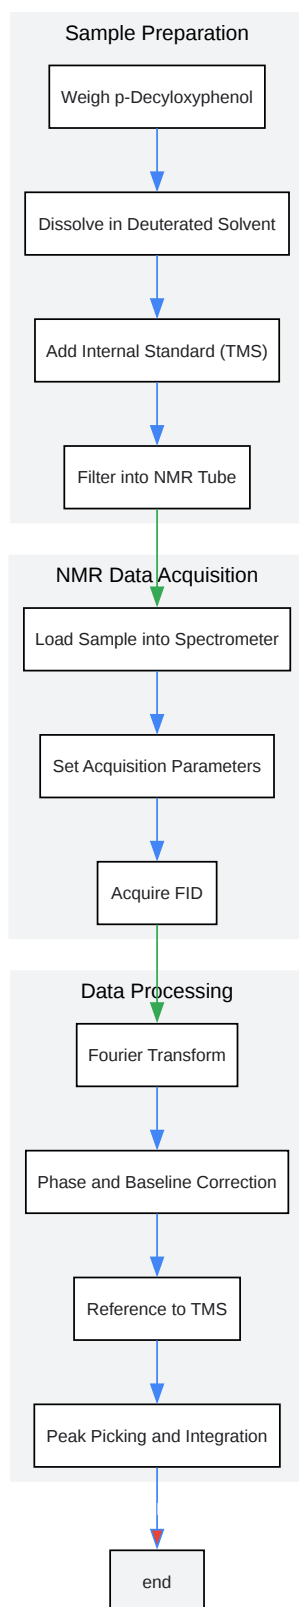 Sample Preparation
Weigh p-Decyloxyphenol
Dissolve in Deuterated Solvent
Add Internal Standard (TMS)
Filter into NMR Tube
NMR Data Acquisition
Load Sample into Spectrometer
Set Acquisition Parameters
Acquire FID
Data Processing
Fourier Transform
Phase and Baseline Correction
Reference to TMS
Peak Picking and Integration
end